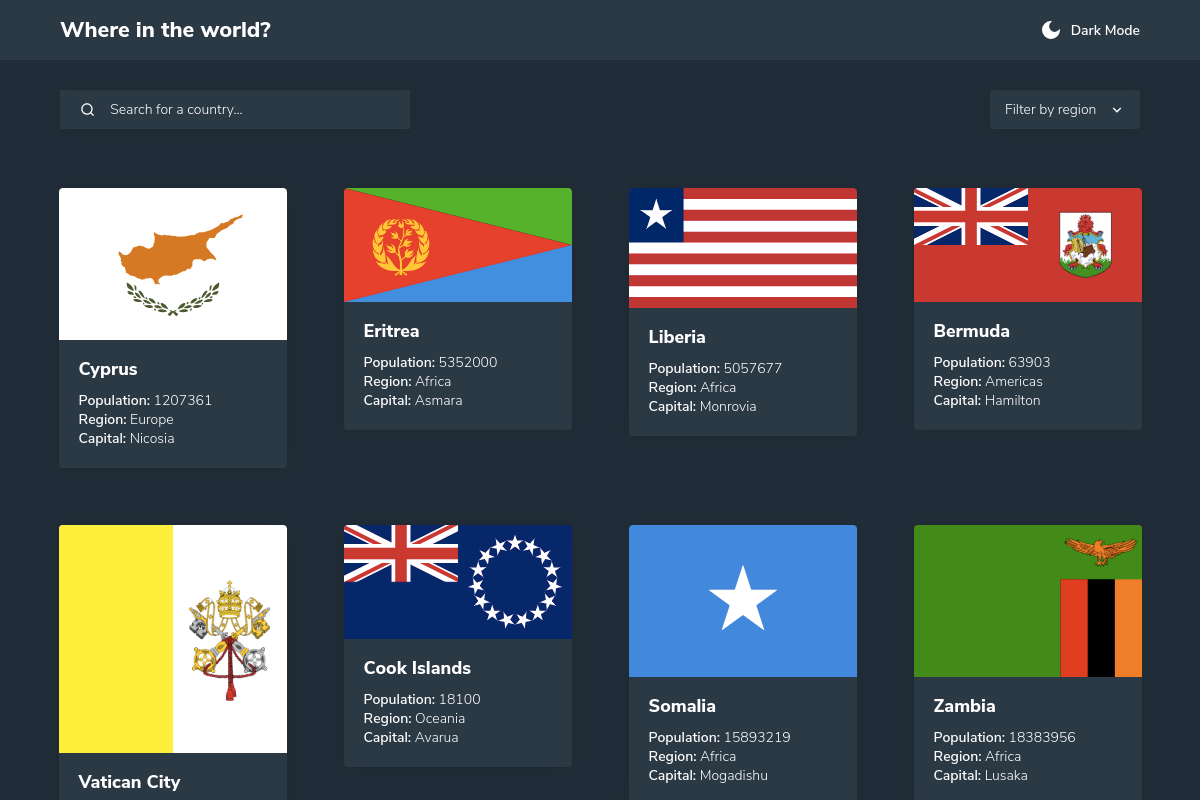 Where in the world?
Dark Mode
Search for a country...
Filter by region
Cyprus
Population: 1207361
Region: Europe
Capital: Nicosia
Eritrea
Population: 5352000
Region: Africa
Capital: Asmara
Liberia
Population: 5057677
Region: Africa
Capital: Monrovia
Bermuda
Population: 63903
Region: Americas
Capital: Hamilton
Vatican City
Cook Islands
Population: 18100
Region: Oceania
Capital: Avarua
Somalia
Population: 15893219
Region: Africa
Capital: Mogadishu
Zambia
Population: 18383956
Region: Africa
Capital: Lusaka